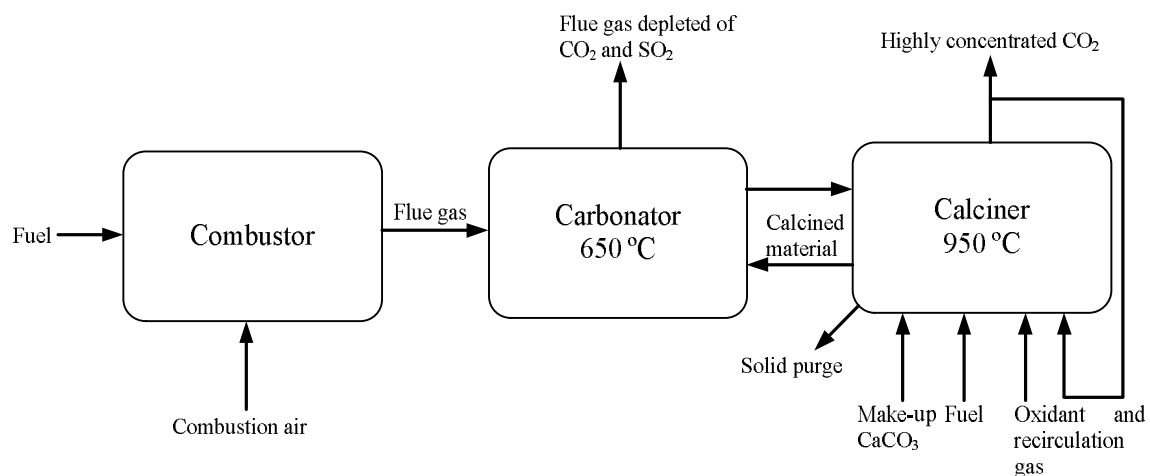 Flue gas depleted of
CO₂ and SO₂
Highly concentrated CO₂
Fuel
Combustor
Flue gas
Carbonator
650 ºC
Calcined
material
Calciner
950 ºC
Solid purge
Combustion air
Make-up
CaCO₃
Fuel
Oxidant and
recirculation
gas